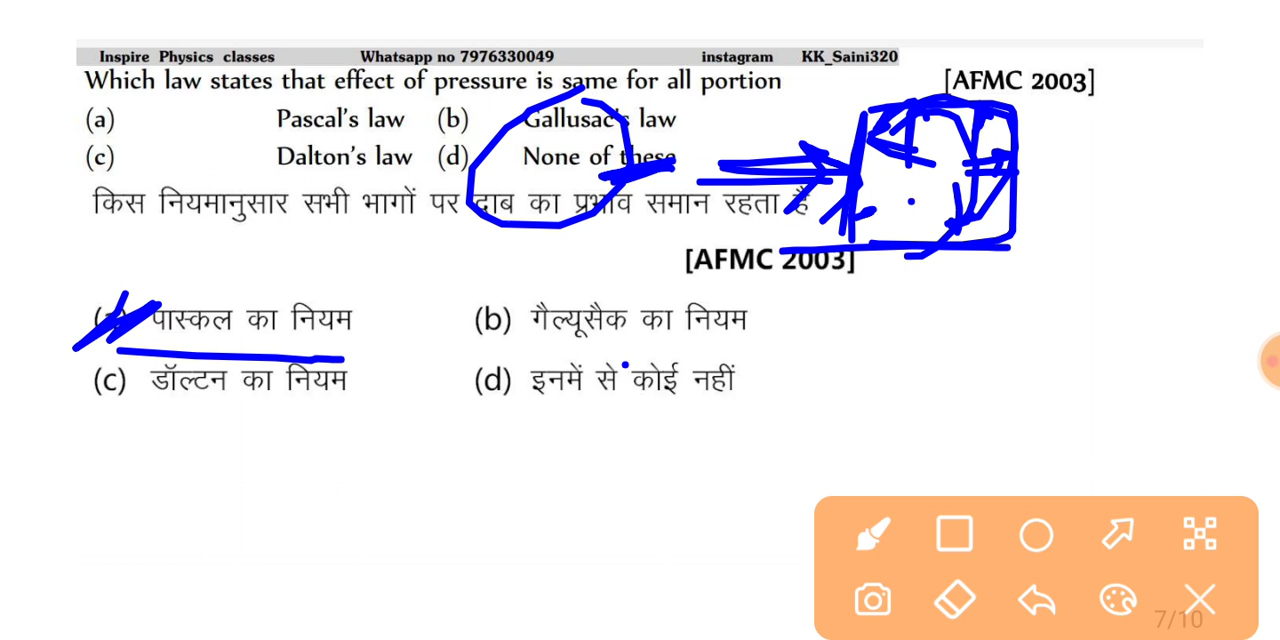 Inspire Physics classes Whatsapp no 7976330049 instagram KK_Saini320
Which law states that effect of pressure is same for all portion [AFMC 2003]
(a) Pascal's law (b) Gallusac's law
(c) Dalton's law (d) None of these
किस नियमानुसार सभी भागों पर दाब का प्रभाव समान रहता है
[AFMC 2003]
(a) पास्कल का नियम (b) गैल्यूसैक का नियम
(c) डॉल्टन का नियम (d) इनमें से कोई नहीं
7/10